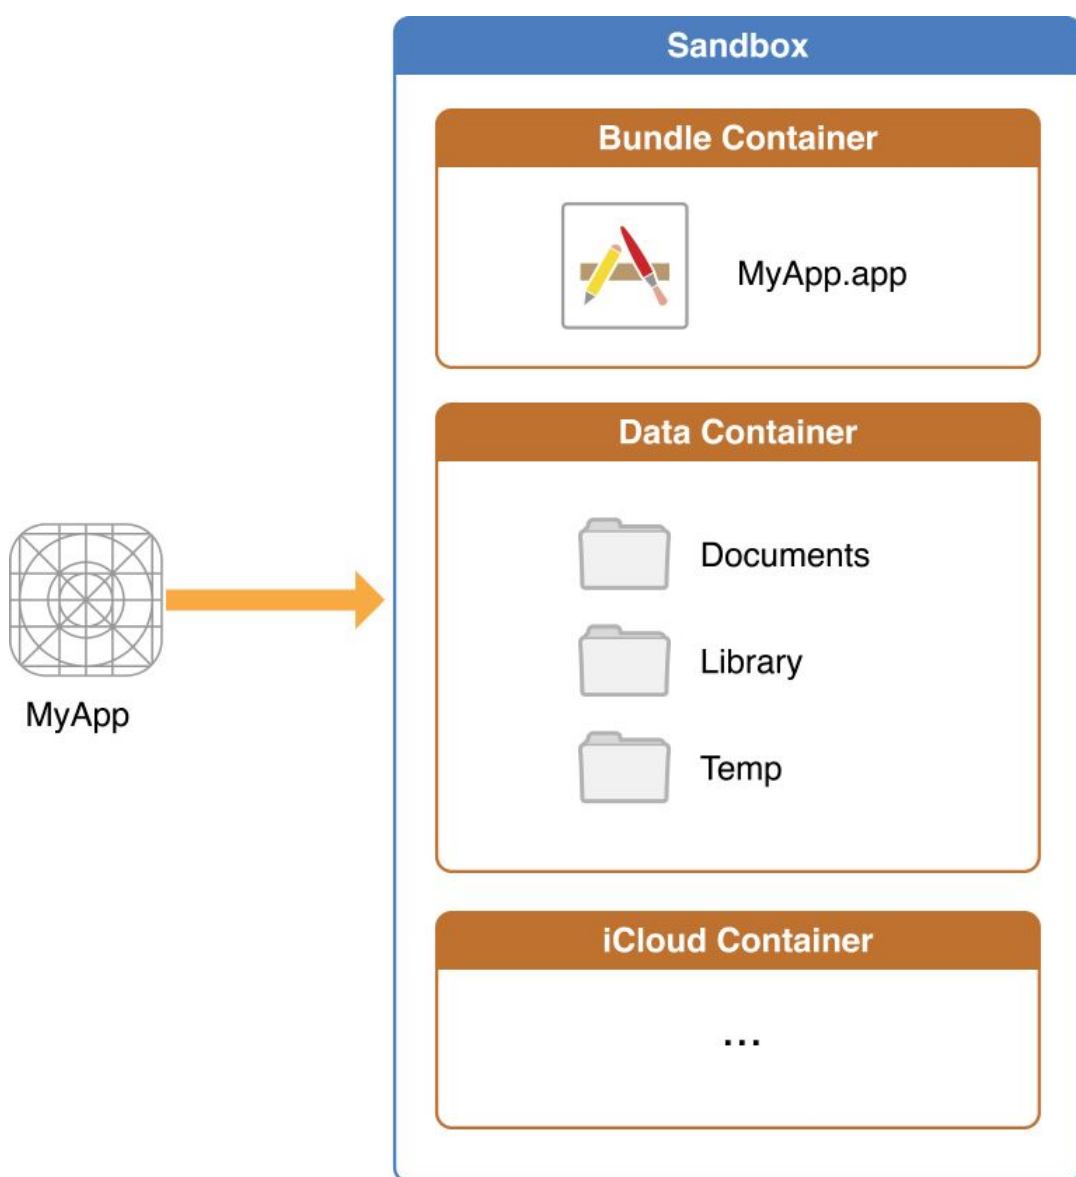 Sandbox
Bundle Container
MyApp.app
Data Container
Documents
Library
Temp
MyApp
iCloud Container
...